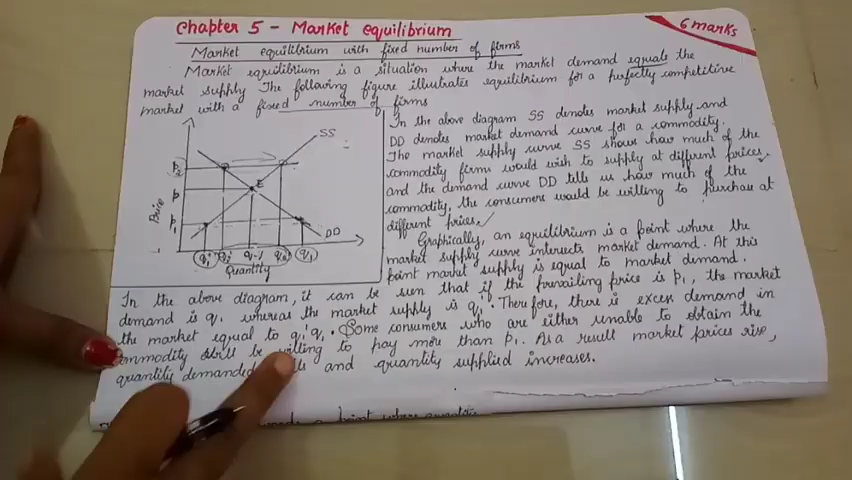 Chapter 5 - Market equilibrium
6 marks
Market equilibrium with fixed number of firms
Market equilibrium is a situation where the market demand equals the
market supply. The following figure illustrates equilibrium for a perfectly competitive
market with a fixed number of firms
SS
E
P
DD
Price
Quantity
In the above diagram SS denotes market supply and
DD denotes market demand curve for a commodity.
The market supply curve SS shows how much of the
commodity firms would wish to supply at different prices,
and the demand curve DD tells us how much of the
commodity, the consumers would be willing to purchase at
different prices.
Graphically, an equilibrium is a point where the
market supply curve intersects market demand. At this
point market supply is equal to market demand.
In the above diagram, it can be seen that if the prevailing price is p₁, the market
demand is q₁ whereas the market supply is q₁'. Therefore, there is excess demand in
the market equal to q₁'q₁. Some consumers who are either unable to obtain the
commodity will be willing to pay more than p₁. As a result market prices rise,
quantity demanded and quantity supplied increases.
a point where